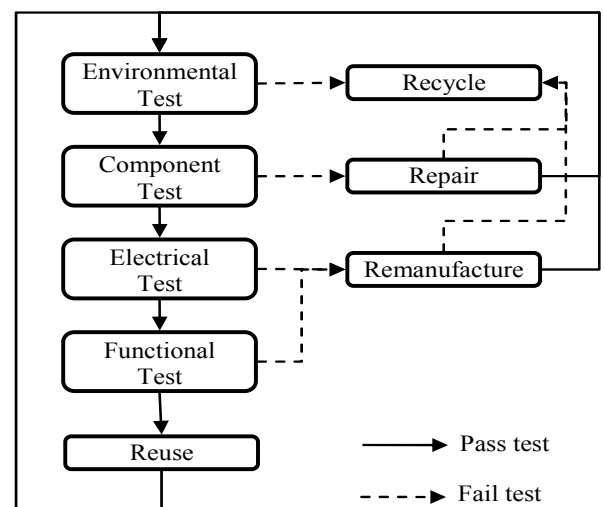 Environmental
Test
Recycle
Component
Test
Repair
Electrical
Test
Remanufacture
Functional
Test
Reuse
Pass test
Fail test